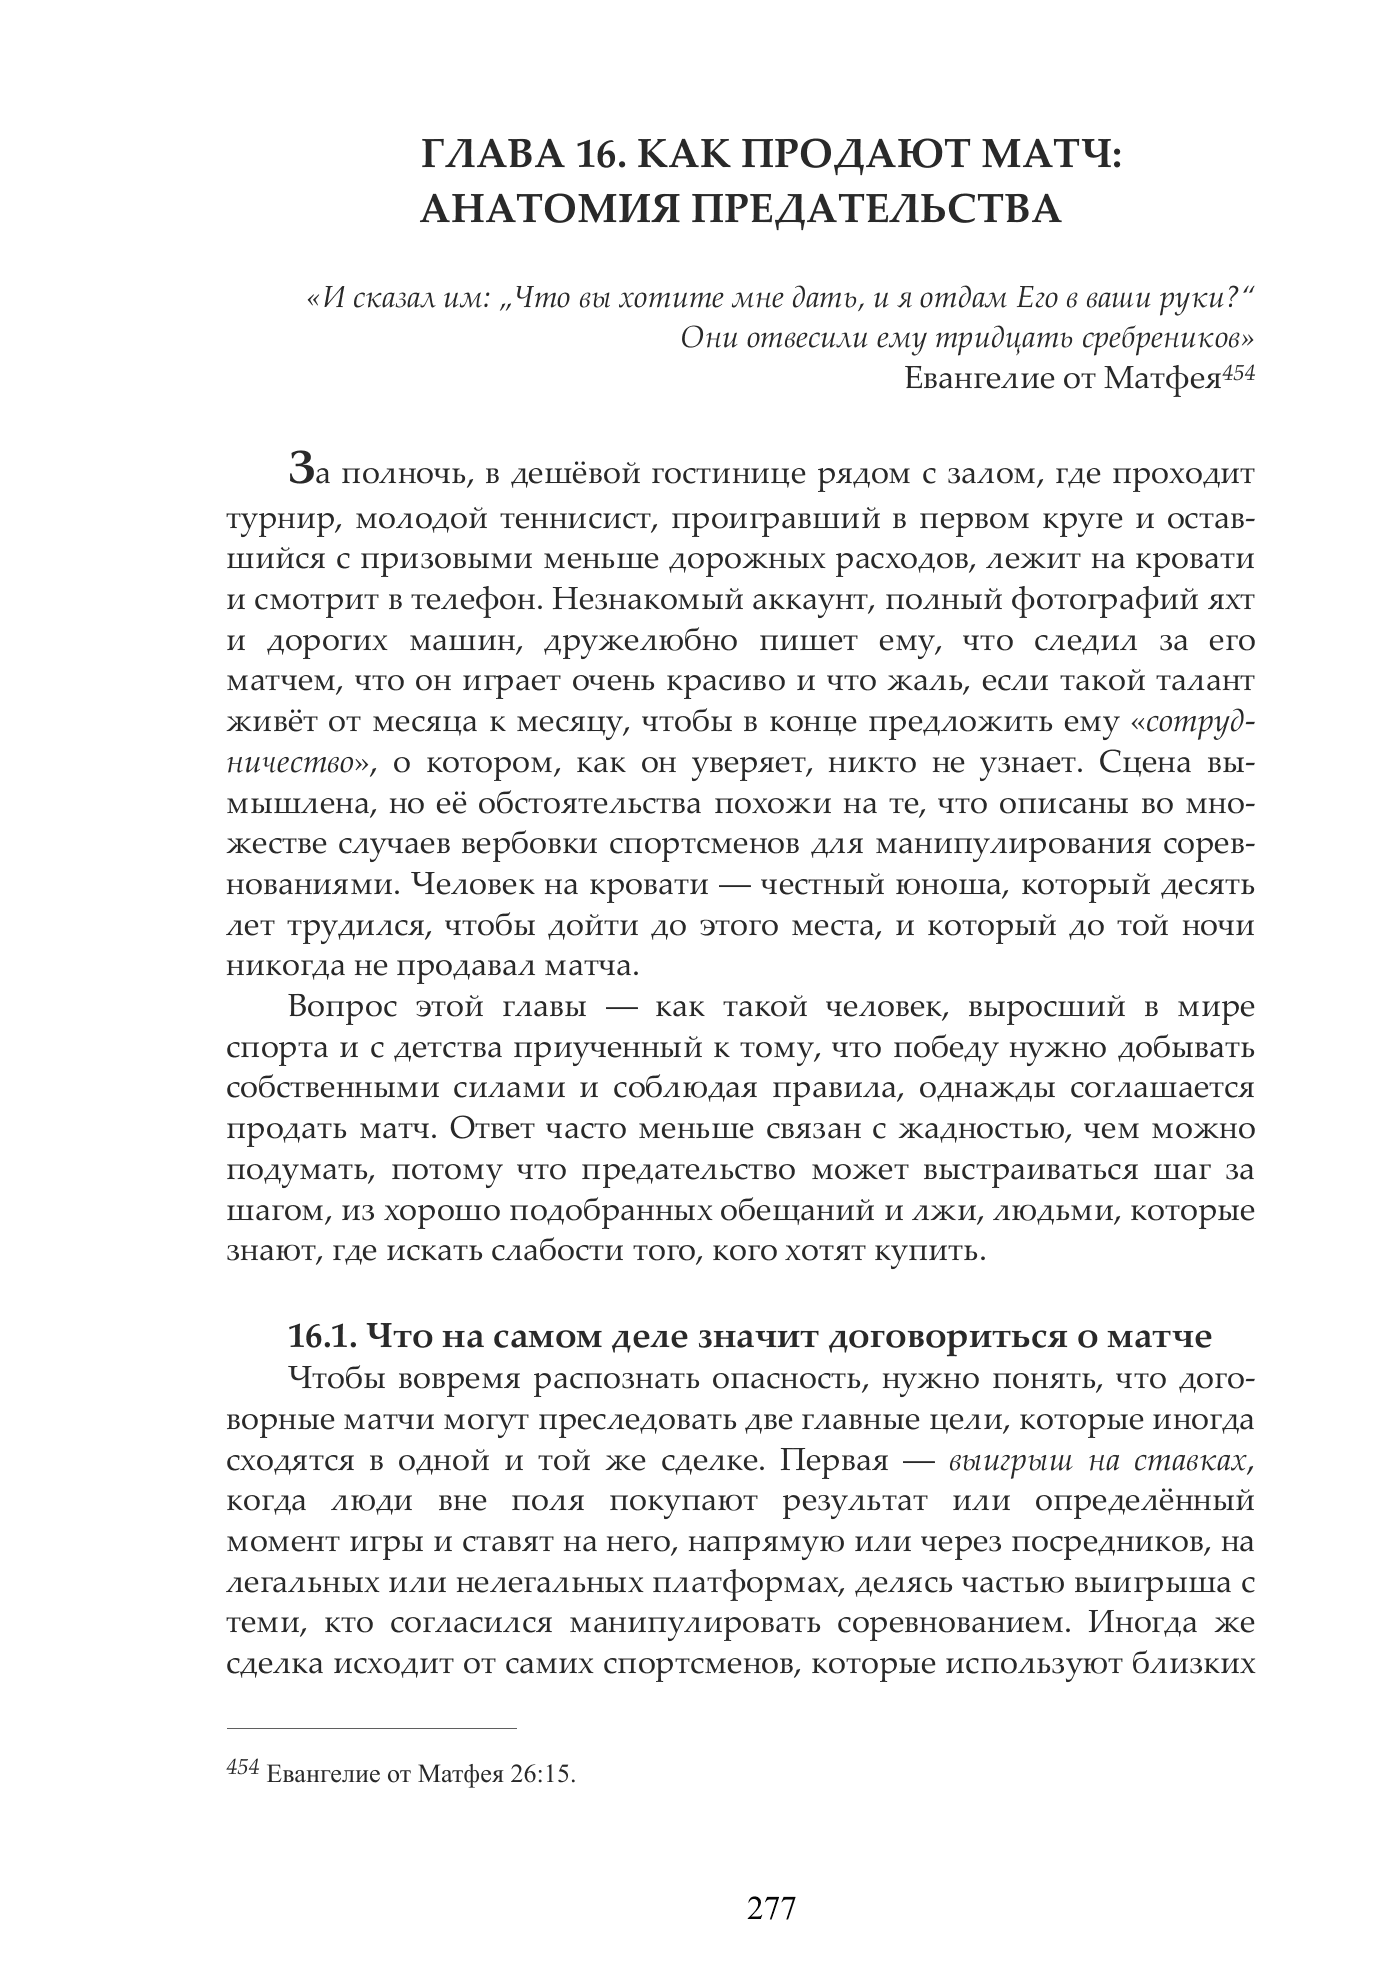 ГЛАВА 16. КАК ПРОДАЮТ МАТЧ:
АНАТОМИЯ ПРЕДАТЕЛЬСТВА
«И сказал им: „Что вы хотите мне дать, и я отдам Его в ваши руки?“
Они отвесили ему тридцать сребреников»
Евангелие от Матфея454
За полночь, в дешёвой гостинице рядом с залом, где проходит
турнир, молодой теннисист, проигравший в первом круге и остав-
шийся с призовыми меньше дорожных расходов, лежит на кровати
и смотрит в телефон. Незнакомый аккаунт, полный фотографий яхт
и дорогих машин, дружелюбно пишет ему, что следил за его
матчем, что он играет очень красиво и что жаль, если такой талант
живёт от месяца к месяцу, чтобы в конце предложить ему «сотруд-
ничество», о котором, как он уверяет, никто не узнает. Сцена вы-
мышлена, но её обстоятельства похожи на те, что описаны во мно-
жестве случаев вербовки спортсменов для манипулирования сорев-
нованиями. Человек на кровати — честный юноша, который десять
лет трудился, чтобы дойти до этого места, и который до той ночи
никогда не продавал матча.
Вопрос этой главы — как такой человек, выросший в мире
спорта и с детства приученный к тому, что победу нужно добывать
собственными силами и соблюдая правила, однажды соглашается
продать матч. Ответ часто меньше связан с жадностью, чем можно
подумать, потому что предательство может выстраиваться шаг за
шагом, из хорошо подобранных обещаний и лжи, людьми, которые
знают, где искать слабости того, кого хотят купить.
16.1. Что на самом деле значит договориться о матче
Чтобы вовремя распознать опасность, нужно понять, что дого-
ворные матчи могут преследовать две главные цели, которые иногда
сходятся в одной и той же сделке. Первая — выигрыш на ставках,
когда люди вне поля покупают результат или определённый
момент игры и ставят на него, напрямую или через посредников, на
легальных или нелегальных платформах, делясь частью выигрыша с
теми, кто согласился манипулировать соревнованием. Иногда же
сделка исходит от самих спортсменов, которые используют близких
454 Евангелие от Матфея 26:15.
277